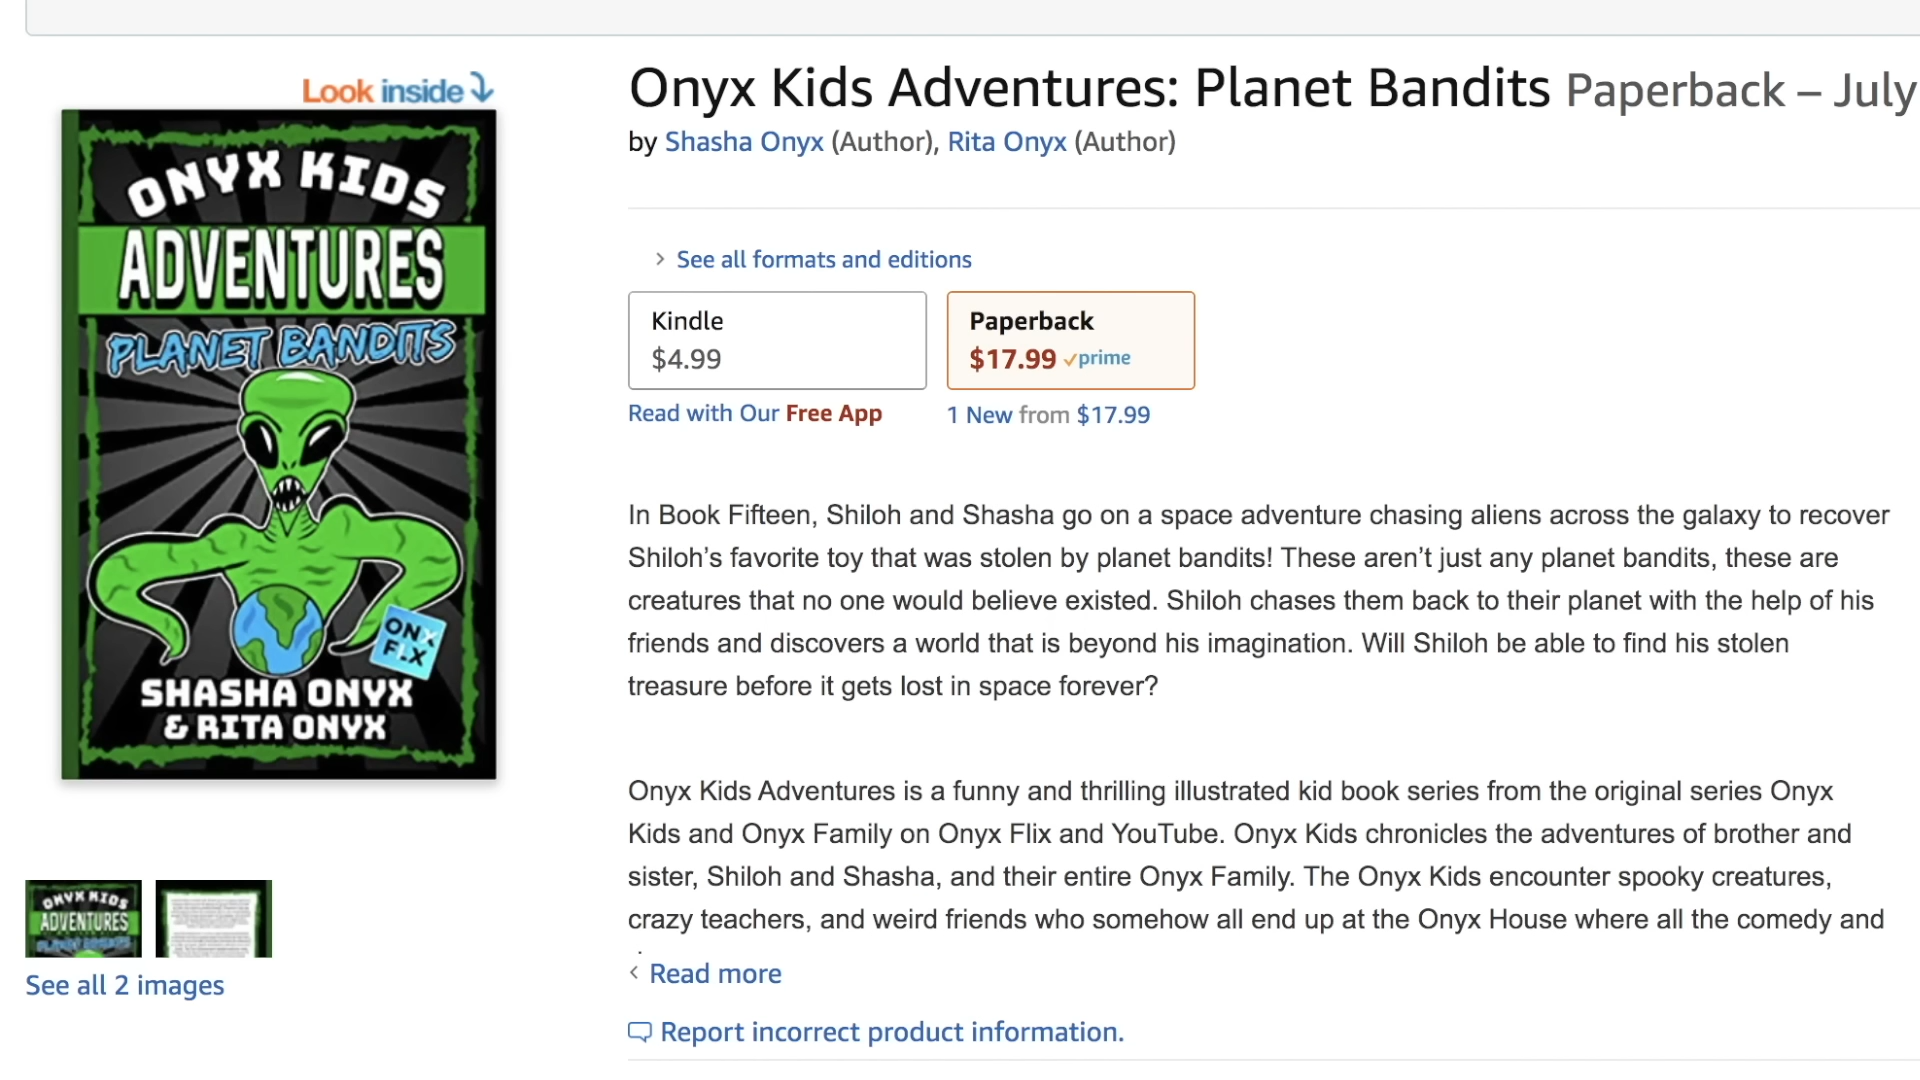 Look inside
ONYX KIDS
ADVENTURES
PLANET BANDITS
ONX
FLX
SHASHA ONYX
& RITA ONYX
ONYX KIDS
ADVENTURES
PLANET BANDITS
See all 2 images
Onyx Kids Adventures: Planet Bandits Paperback – July
by Shasha Onyx (Author), Rita Onyx (Author)
See all formats and editions
Kindle
$4.99
Paperback
$17.99 prime
Read with Our Free App
1 New from $17.99
In Book Fifteen, Shiloh and Shasha go on a space adventure chasing aliens across the galaxy to recover
Shiloh’s favorite toy that was stolen by planet bandits! These aren’t just any planet bandits, these are
creatures that no one would believe existed. Shiloh chases them back to their planet with the help of his
friends and discovers a world that is beyond his imagination. Will Shiloh be able to find his stolen
treasure before it gets lost in space forever?
Onyx Kids Adventures is a funny and thrilling illustrated kid book series from the original series Onyx
Kids and Onyx Family on Onyx Flix and YouTube. Onyx Kids chronicles the adventures of brother and
sister, Shiloh and Shasha, and their entire Onyx Family. The Onyx Kids encounter spooky creatures,
crazy teachers, and weird friends who somehow all end up at the Onyx House where all the comedy and
Read more
Report incorrect product information.